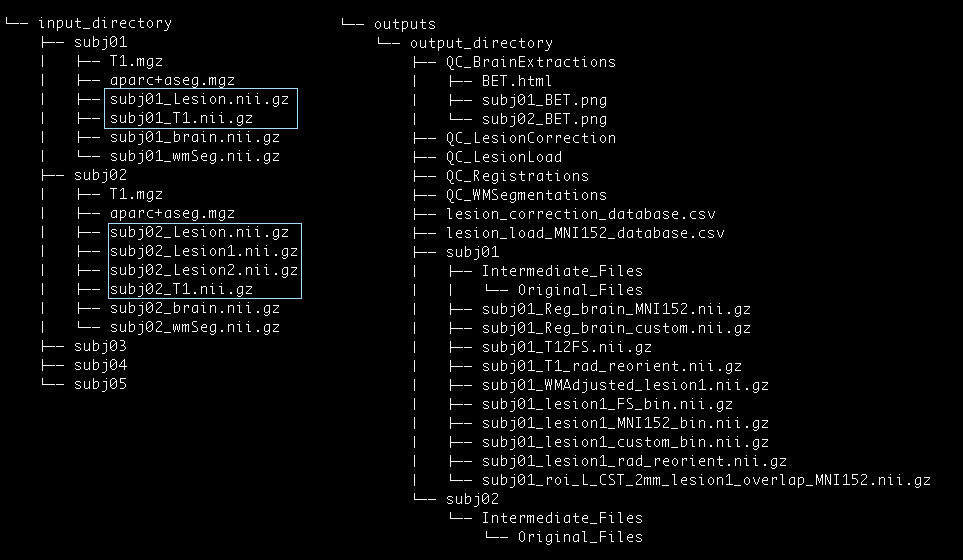 └── input_directory
    ├── subj01
    |   ├── T1.mgz
    |   ├── aparc+aseg.mgz
    |   ├── subj01_Lesion.nii.gz
    |   ├── subj01_T1.nii.gz
    |   ├── subj01_brain.nii.gz
    |   └── subj01_wmSeg.nii.gz
    ├── subj02
    |   ├── T1.mgz
    |   ├── aparc+aseg.mgz
    |   ├── subj02_Lesion.nii.gz
    |   ├── subj02_Lesion1.nii.gz
    |   ├── subj02_Lesion2.nii.gz
    |   ├── subj02_T1.nii.gz
    |   ├── subj02_brain.nii.gz
    |   └── subj02_wmSeg.nii.gz
    ├── subj03
    ├── subj04
    └── subj05
└── outputs
    └── output_directory
        ├── QC_BrainExtractions
        |   ├── BET.html
        |   ├── subj01_BET.png
        |   └── subj02_BET.png
        ├── QC_LesionCorrection
        ├── QC_LesionLoad
        ├── QC_Registrations
        ├── QC_WMSegmentations
        ├── lesion_correction_database.csv
        ├── lesion_load_MNI152_database.csv
        ├── subj01
        |   ├── Intermediate_Files
        |   |   └── Original_Files
        |   ├── subj01_Reg_brain_MNI152.nii.gz
        |   ├── subj01_Reg_brain_custom.nii.gz
        |   ├── subj01_T12FS.nii.gz
        |   ├── subj01_T1_rad_reorient.nii.gz
        |   ├── subj01_WMAdjusted_lesion1.nii.gz
        |   ├── subj01_lesion1_FS_bin.nii.gz
        |   ├── subj01_lesion1_MNI152_bin.nii.gz
        |   ├── subj01_lesion1_custom_bin.nii.gz
        |   ├── subj01_lesion1_rad_reorient.nii.gz
        |   └── subj01_roi_L_CST_2mm_lesion1_overlap_MNI152.nii.gz
        └── subj02
            └── Intermediate_Files
                └── Original_Files